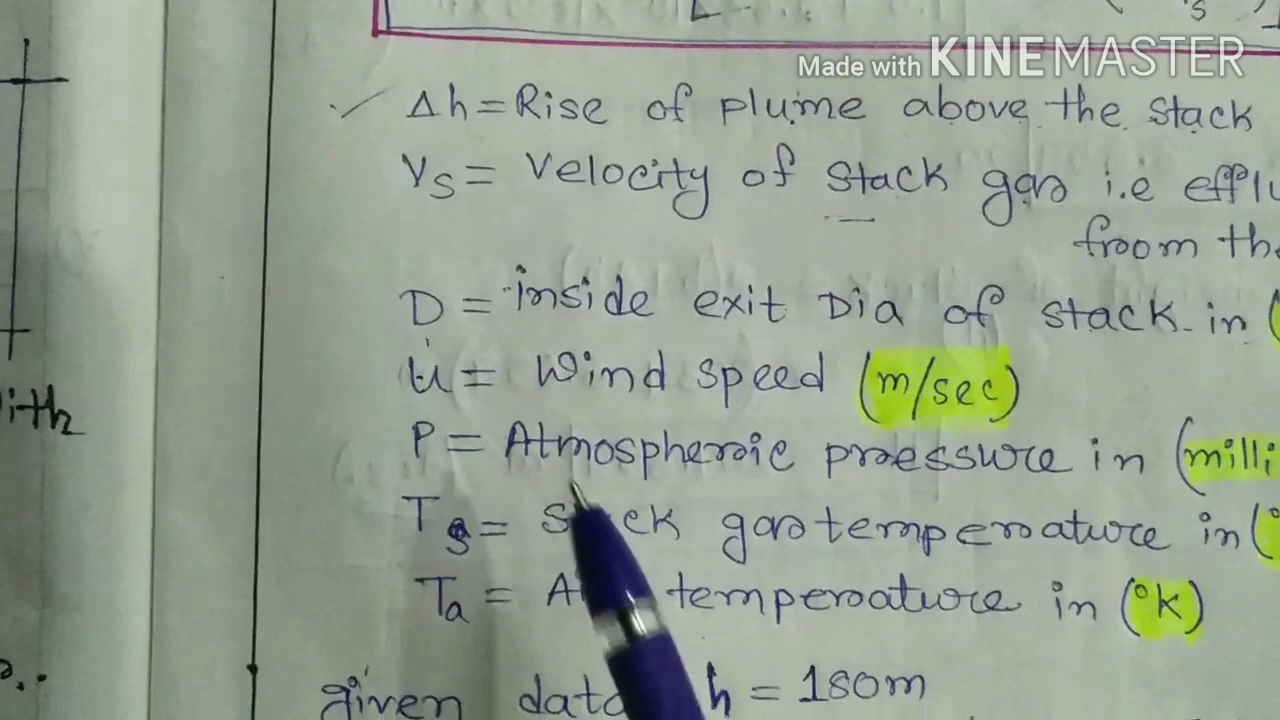 s
Made with KINEMASTER
Δh = Rise of plume above the stack
Vs = Velocity of stack gas i.e efflu
from the
D = inside exit Dia of stack in (
u = Wind speed (m/sec)
P = Atmospheric pressure in (milli
Ts = Stack gas temperature in (°
Ta = temperature in (°K)
given data h = 180m
ith